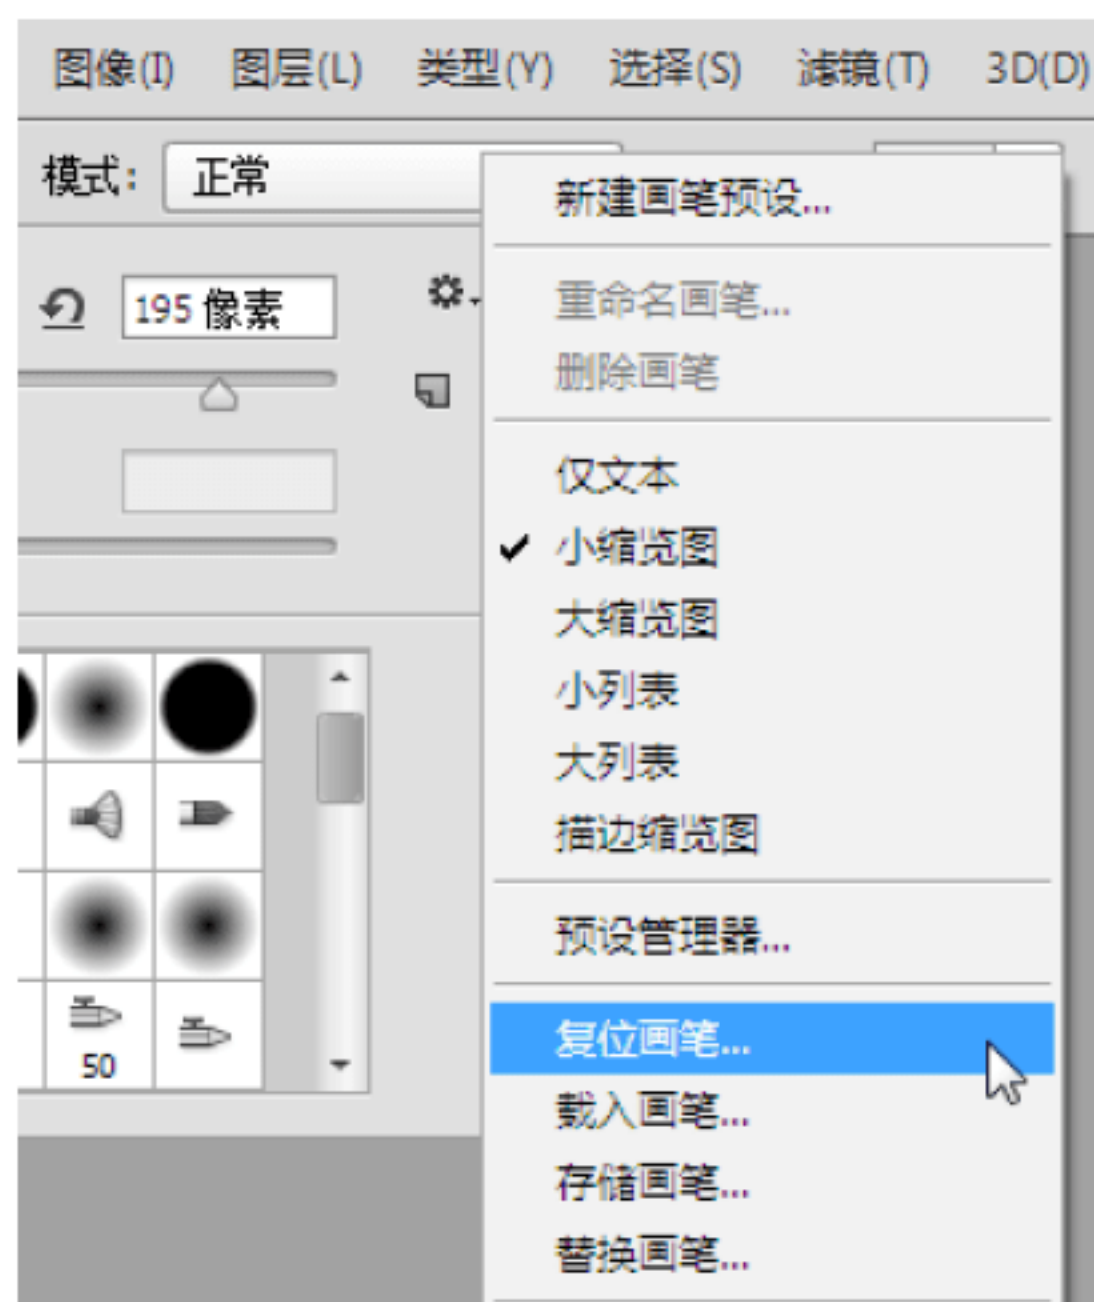 图像(I) 图层(L) 类型(Y) 选择(S) 滤镜(T) 3D(D)
模式： 正常
195 像素
50
新建画笔预设...
重命名画笔...
删除画笔
仅文本
小缩览图
大缩览图
小列表
大列表
描边缩览图
预设管理器...
复位画笔...
载入画笔...
存储画笔...
替换画笔...